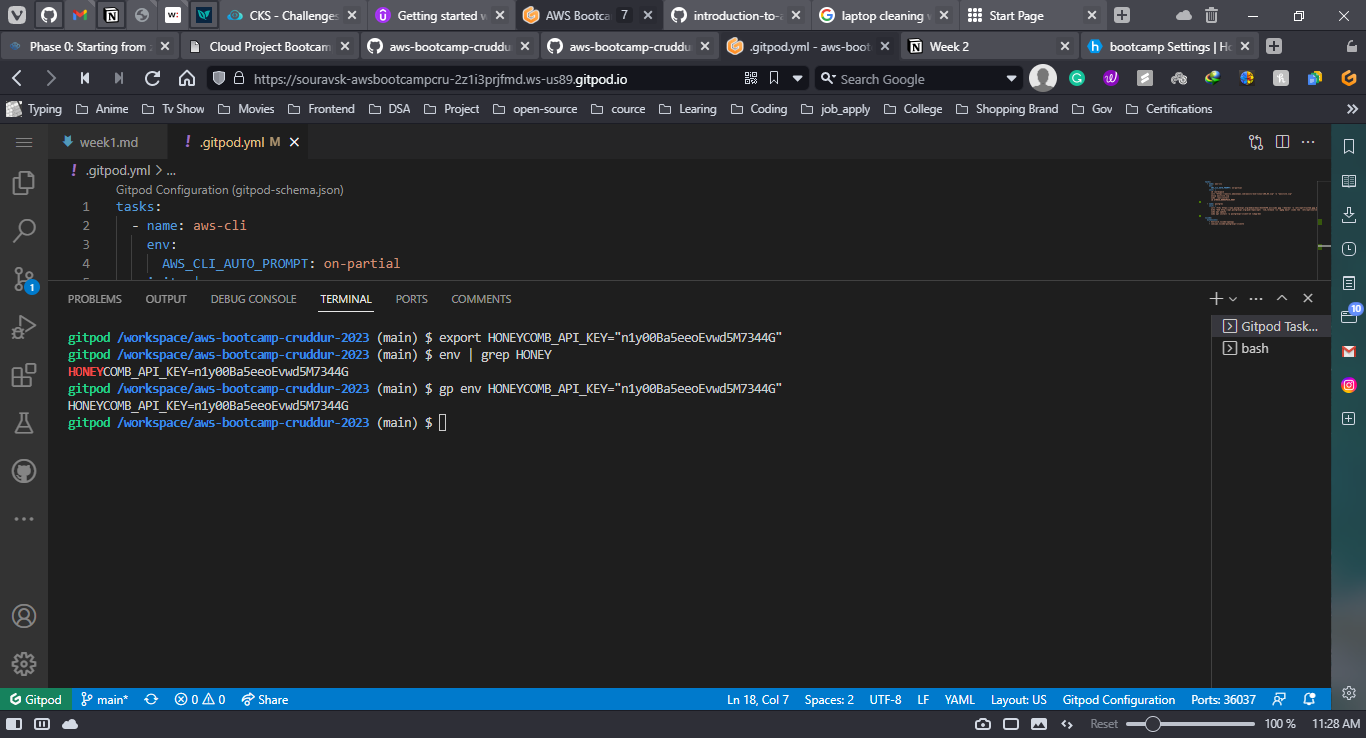 CKS - Challenges
Getting started w
AWS Bootca 7
introduction-to-a
laptop cleaning w
Start Page
Phase 0: Starting from
Cloud Project Bootcam
aws-bootcamp-cruddu
aws-bootcamp-cruddu
.gitpod.yml - aws-boot
Week 2
bootcamp Settings | Ho
https://souravsk-awsbootcampcru-2z1i3prjfmd.ws-us89.gitpod.io
Search Google
Typing Anime Tv Show Movies Frontend DSA Project open-source cource Learing Coding job_apply College Shopping Brand Gov Certifications
week1.md
.gitpod.yml M
.gitpod.yml > ...
Gitpod Configuration (gitpod-schema.json)
1 tasks:
2 - name: aws-cli
3 env:
4 AWS_CLI_AUTO_PROMPT: on-partial
PROBLEMS OUTPUT DEBUG CONSOLE TERMINAL PORTS COMMENTS
gitpod /workspace/aws-bootcamp-cruddur-2023 (main) $ export HONEYCOMB_API_KEY="n1y00Ba5eeoEvwd5M7344G"
gitpod /workspace/aws-bootcamp-cruddur-2023 (main) $ env | grep HONEY
HONEYCOMB_API_KEY=n1y00Ba5eeoEvwd5M7344G
gitpod /workspace/aws-bootcamp-cruddur-2023 (main) $ gp env HONEYCOMB_API_KEY="n1y00Ba5eeoEvwd5M7344G"
HONEYCOMB_API_KEY=n1y00Ba5eeoEvwd5M7344G
gitpod /workspace/aws-bootcamp-cruddur-2023 (main) $
Gitpod Task...
bash
1
10
Gitpod main* 0 0 Share Ln 18, Col 7 Spaces: 2 UTF-8 LF YAML Layout: US Gitpod Configuration Ports: 36037
Reset 100 % 11:28 AM